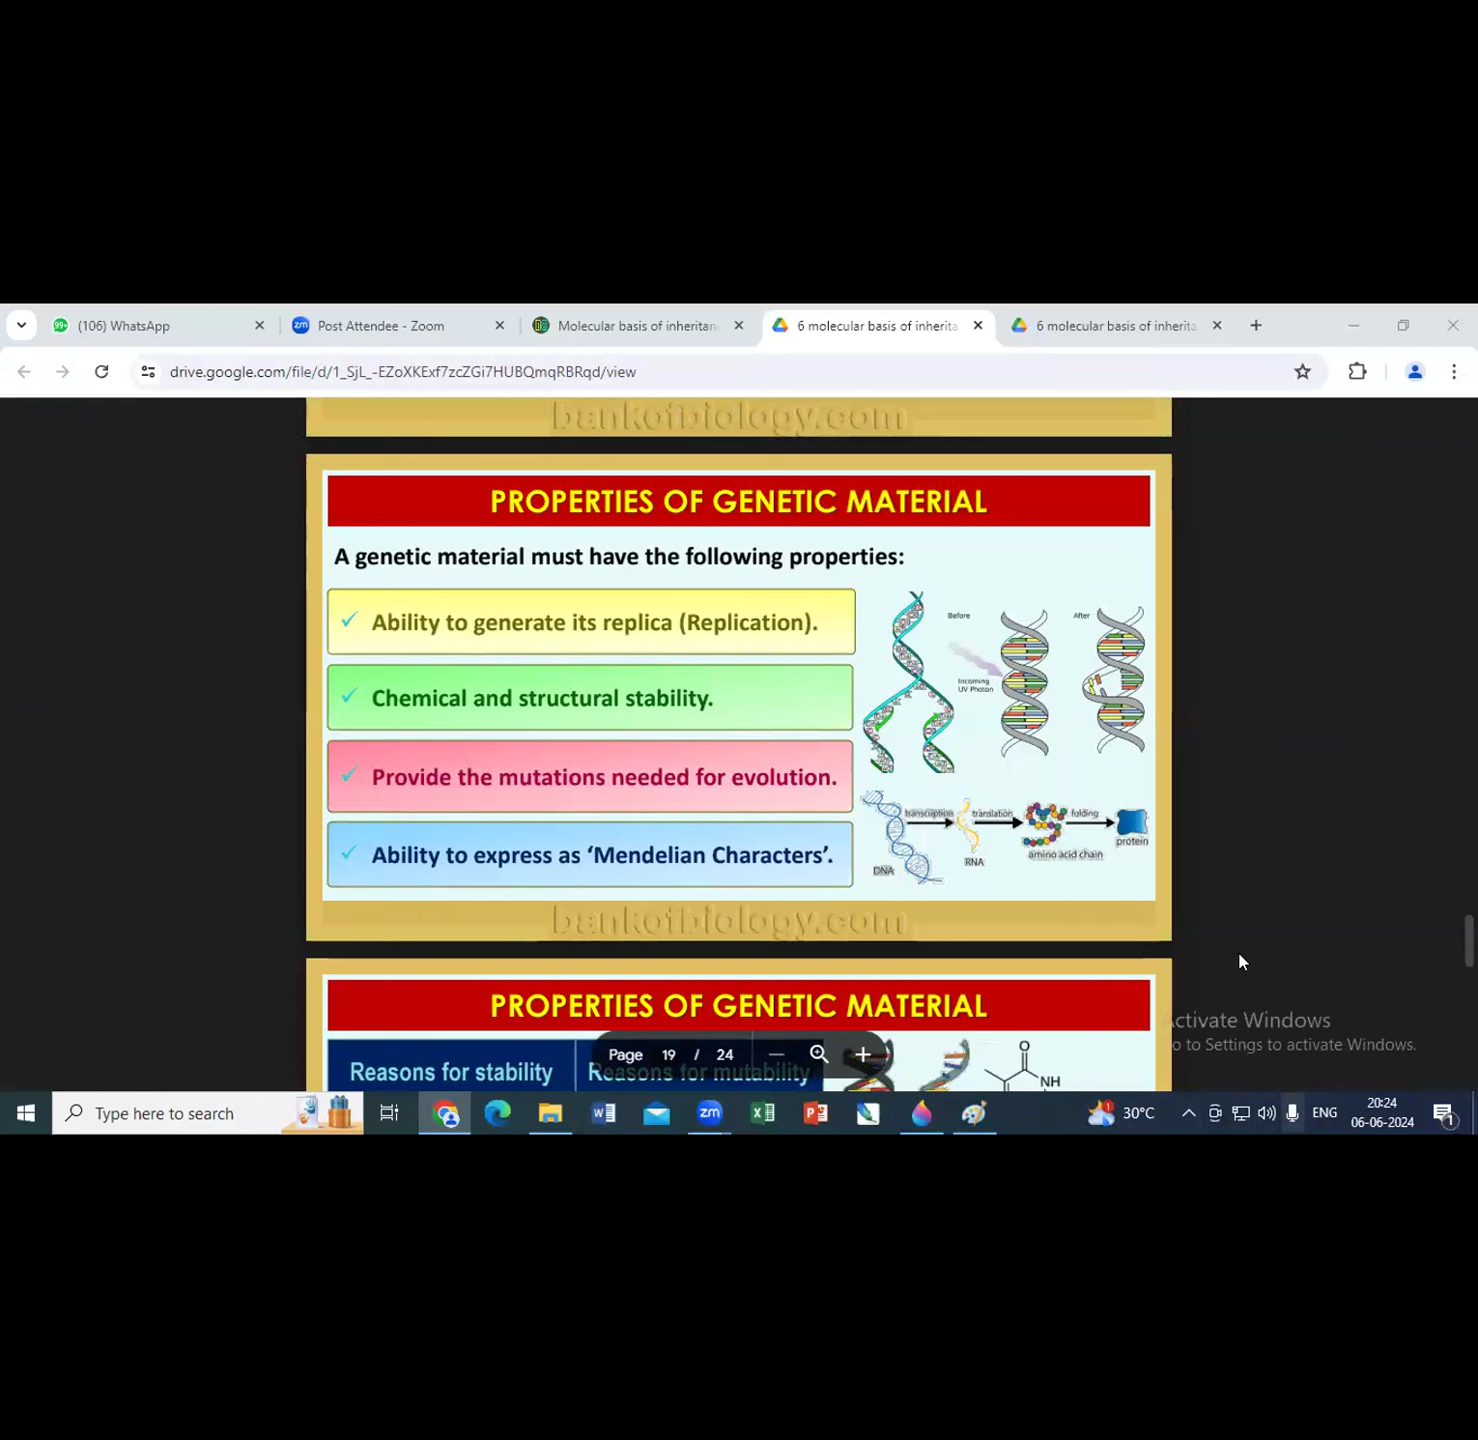 (106) WhatsApp
Post Attendee - Zoom
Molecular basis of inheritan
6 molecular basis of inherita
6 molecular basis of inherita
drive.google.com/file/d/1_SjL_-EZoXKExf7zcZGi7HUBQmqRBRqd/view
bankofbiology.com
PROPERTIES OF GENETIC MATERIAL
A genetic material must have the following properties:
Ability to generate its replica (Replication).
Chemical and structural stability.
Provide the mutations needed for evolution.
Ability to express as ‘Mendelian Characters’.
Before
After
Incoming
UV Photon
transcription
translation
folding
DNA
RNA
amino acid chain
protein
bankofbiology.com
PROPERTIES OF GENETIC MATERIAL
Reasons for stability
Reasons for mutability
O
NH
Page 19 / 24
Activate Windows
o to Settings to activate Windows.
Type here to search
30°C
ENG
20:24
06-06-2024
1